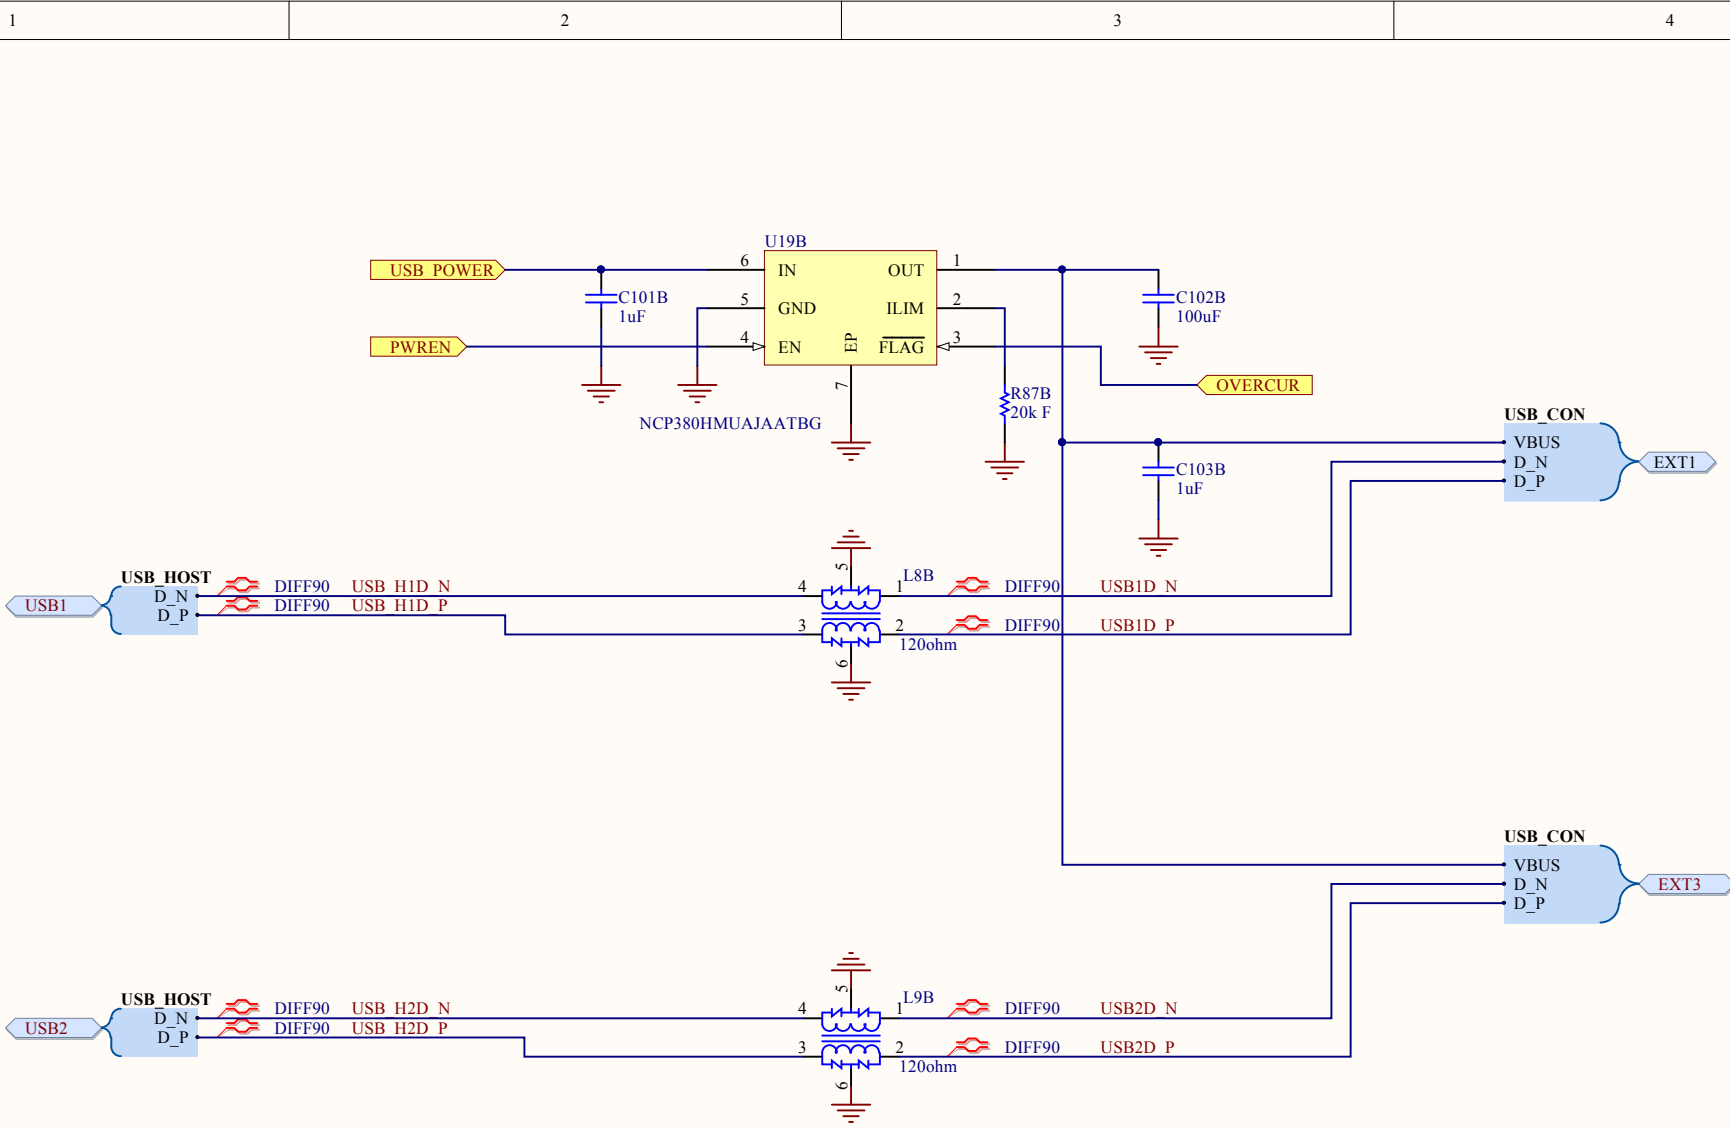 1 2 3 4
U19B
USB_POWER
6 IN
OUT 1
C101B
1uF
5 GND
ILIM 2
C102B
100uF
PWREN
4 EN
EP
FLAG 3
7
OVERCUR
R87B
20k F
NCP380HMUAJAATBG
USB_CON
VBUS
D_N
D_P
EXT1
C103B
1uF
USB_HOST
D_N
D_P
USB1
DIFF90 USB_H1D_N
DIFF90 USB_H1D_P
5
4
1
L8B
3
2
120ohm
6
DIFF90 USB1D_N
DIFF90 USB1D_P
USB_CON
VBUS
D_N
D_P
EXT3
USB_HOST
D_N
D_P
USB2
DIFF90 USB_H2D_N
DIFF90 USB_H2D_P
5
4
1
L9B
3
2
120ohm
6
DIFF90 USB2D_N
DIFF90 USB2D_P